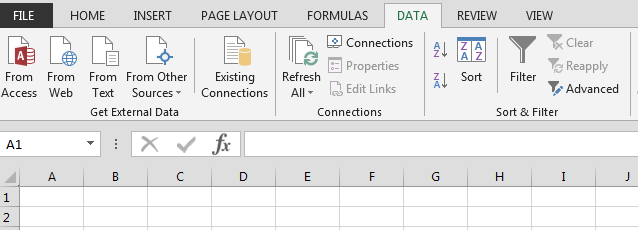 FILE HOME INSERT PAGE LAYOUT FORMULAS DATA REVIEW VIEW
From Access
From Web
From Text
From Other Sources
Existing Connections
Get External Data
Refresh All
Connections
Properties
Edit Links
Connections
A Z
Z A
Z A A Z
Sort
Filter
Clear
Reapply
Advanced
Sort & Filter
A1
fx
A B C D E F G H I J
1
2